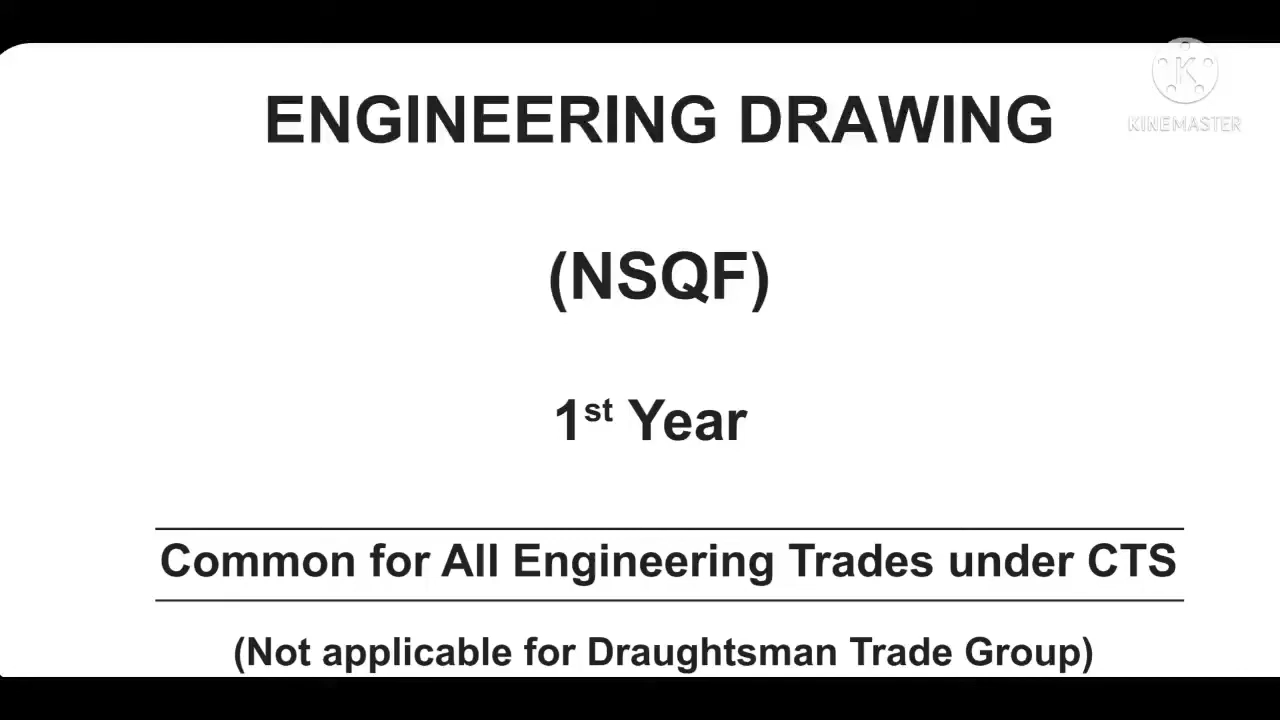 ENGINEERING DRAWING
K
KINEMASTER
(NSQF)
1st Year
Common for All Engineering Trades under CTS
(Not applicable for Draughtsman Trade Group)